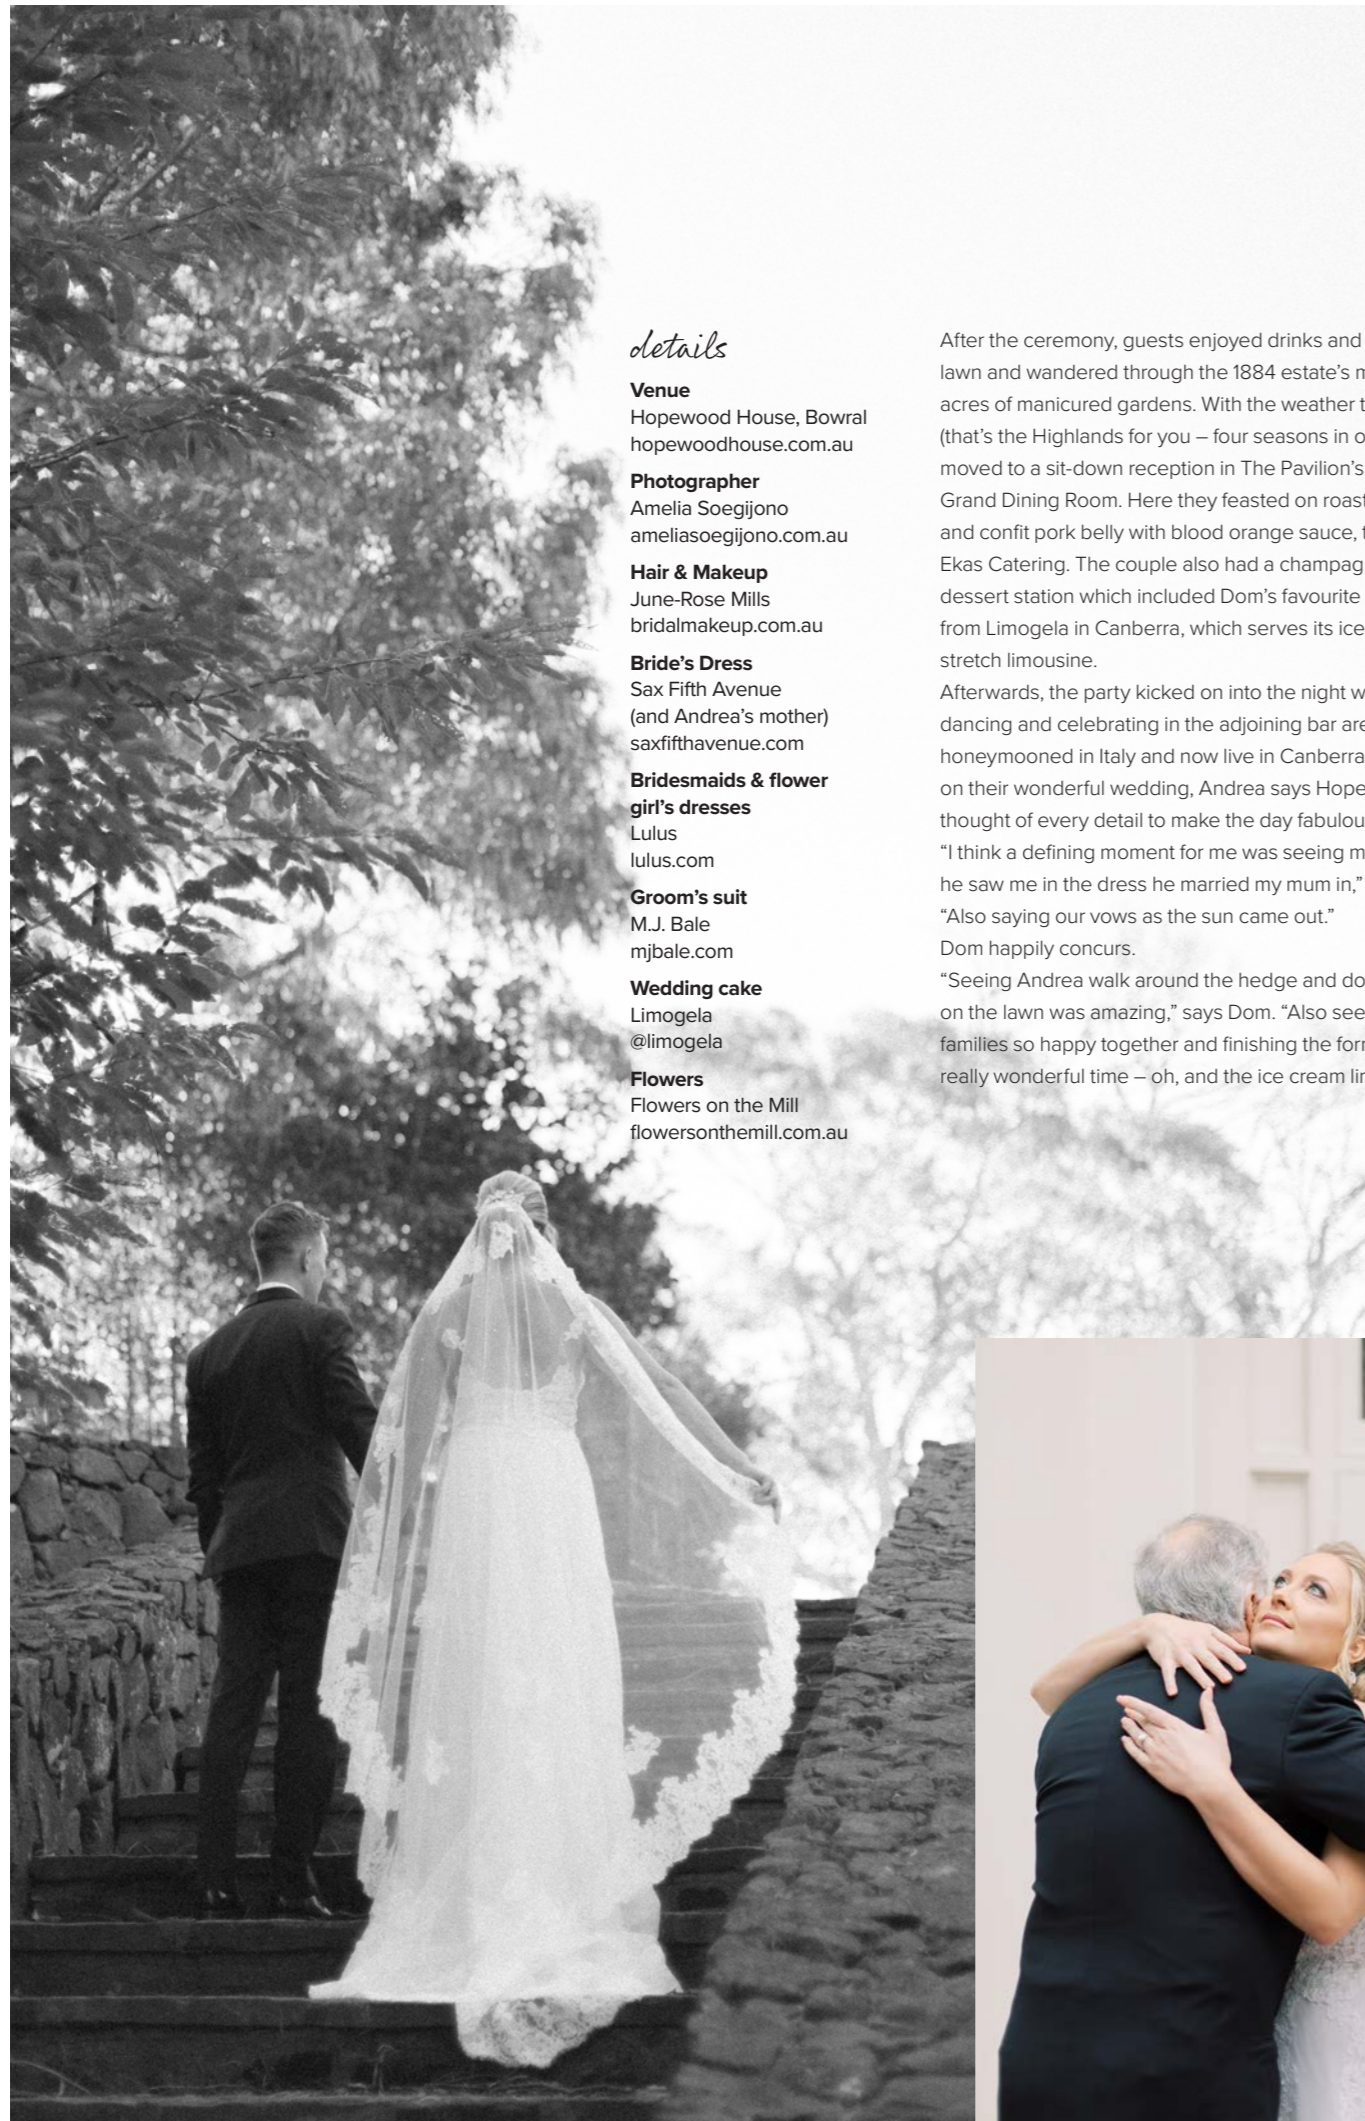 details
Venue
Hopewood House, Bowral
hopewoodhouse.com.au
Photographer
Amelia Soegijono
ameliasoegijono.com.au
Hair & Makeup
June-Rose Mills
bridalmakeup.com.au
Bride’s Dress
Sax Fifth Avenue
(and Andrea’s mother)
saxfifthavenue.com
Bridesmaids & flower
girl’s dresses
Lulus
lulus.com
Groom’s suit
M.J. Bale
mjbale.com
Wedding cake
Limogela
@limogela
Flowers
Flowers on the Mill
flowersonthemill.com.au
After the ceremony, guests enjoyed drinks and
lawn and wandered through the 1884 estate’s
acres of manicured gardens. With the weather
(that’s the Highlands for you – four seasons in
moved to a sit-down reception in The Pavilion’s
Grand Dining Room. Here they feasted on roast
and confit pork belly with blood orange sauce,
Ekas Catering. The couple also had a
dessert station which included Dom’s favourite
from Limogela in Canberra, which serves its ice
stretch limousine.
Afterwards, the party kicked on into the night
dancing and celebrating in the adjoining bar
honeymooned in Italy and now live in Canberra
on their wonderful wedding, Andrea says
thought of every detail to make the day
“I think a defining moment for me was seeing
he saw me in the dress he married my mum in,”
“Also saying our vows as the sun came out.”
Dom happily concurs.
“Seeing Andrea walk around the hedge and
on the lawn was amazing,” says Dom. “Also
families so happy together and finishing the
really wonderful time – oh, and the ice cream